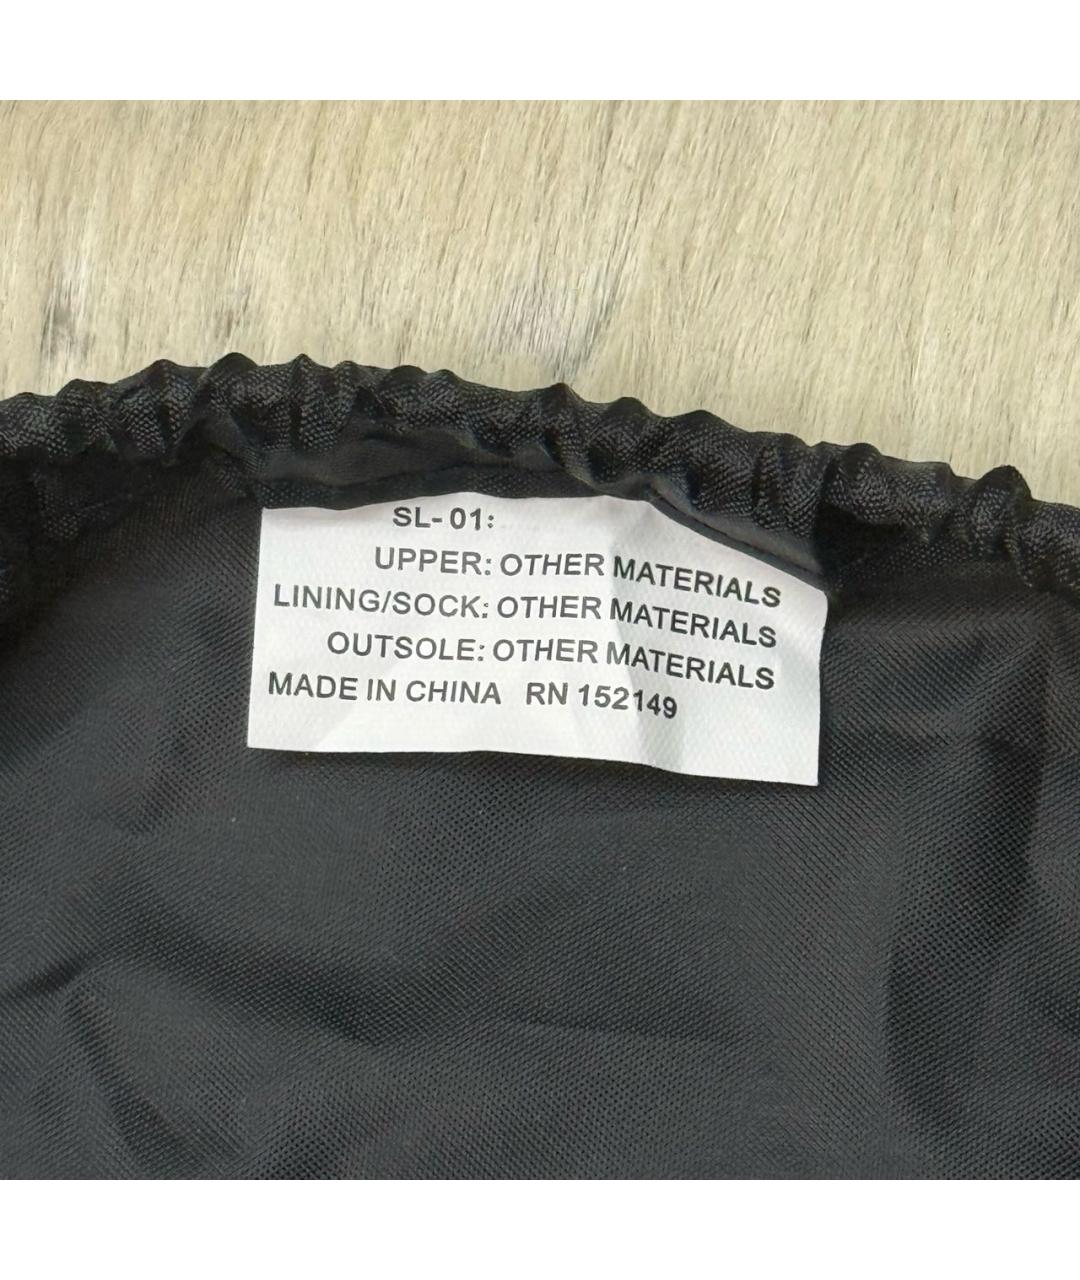 SL-01:
UPPER: OTHER MATERIALS
LINING/SOCK: OTHER MATERIALS
OUTSOLE: OTHER MATERIALS
MADE IN CHINA RN 152149